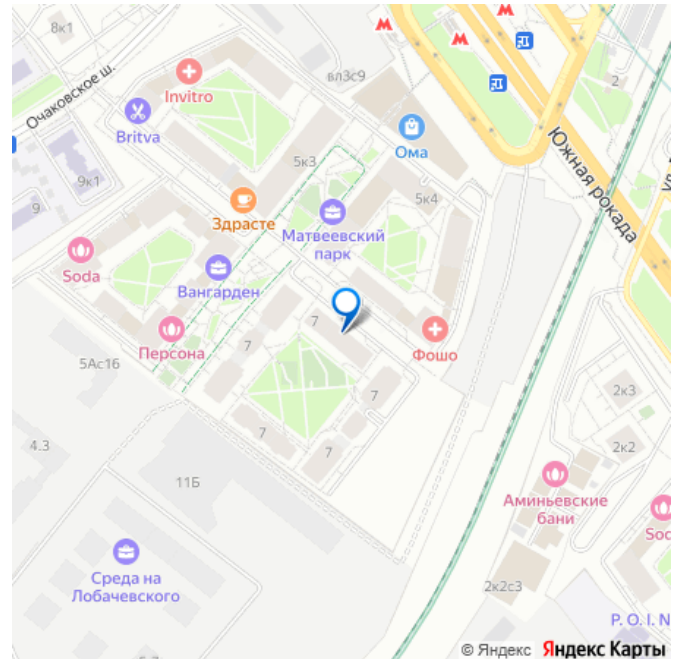 8к1
вл3с9
2
Очаковское ш.
Invitro
Britva
Ома
Южная рокада
5к3
9к1
9
5к4
Здрасте
Матвеевский
парк
Soda
Вангарден
7
Персона
7
Фошо
5Ас16
7
2к3
7
7
4.3
2к2
11Б
Аминьевские
бани
Среда на
Лобачевского
2к2с3
P. O. I. N
© Яндекс Яндекс Карты